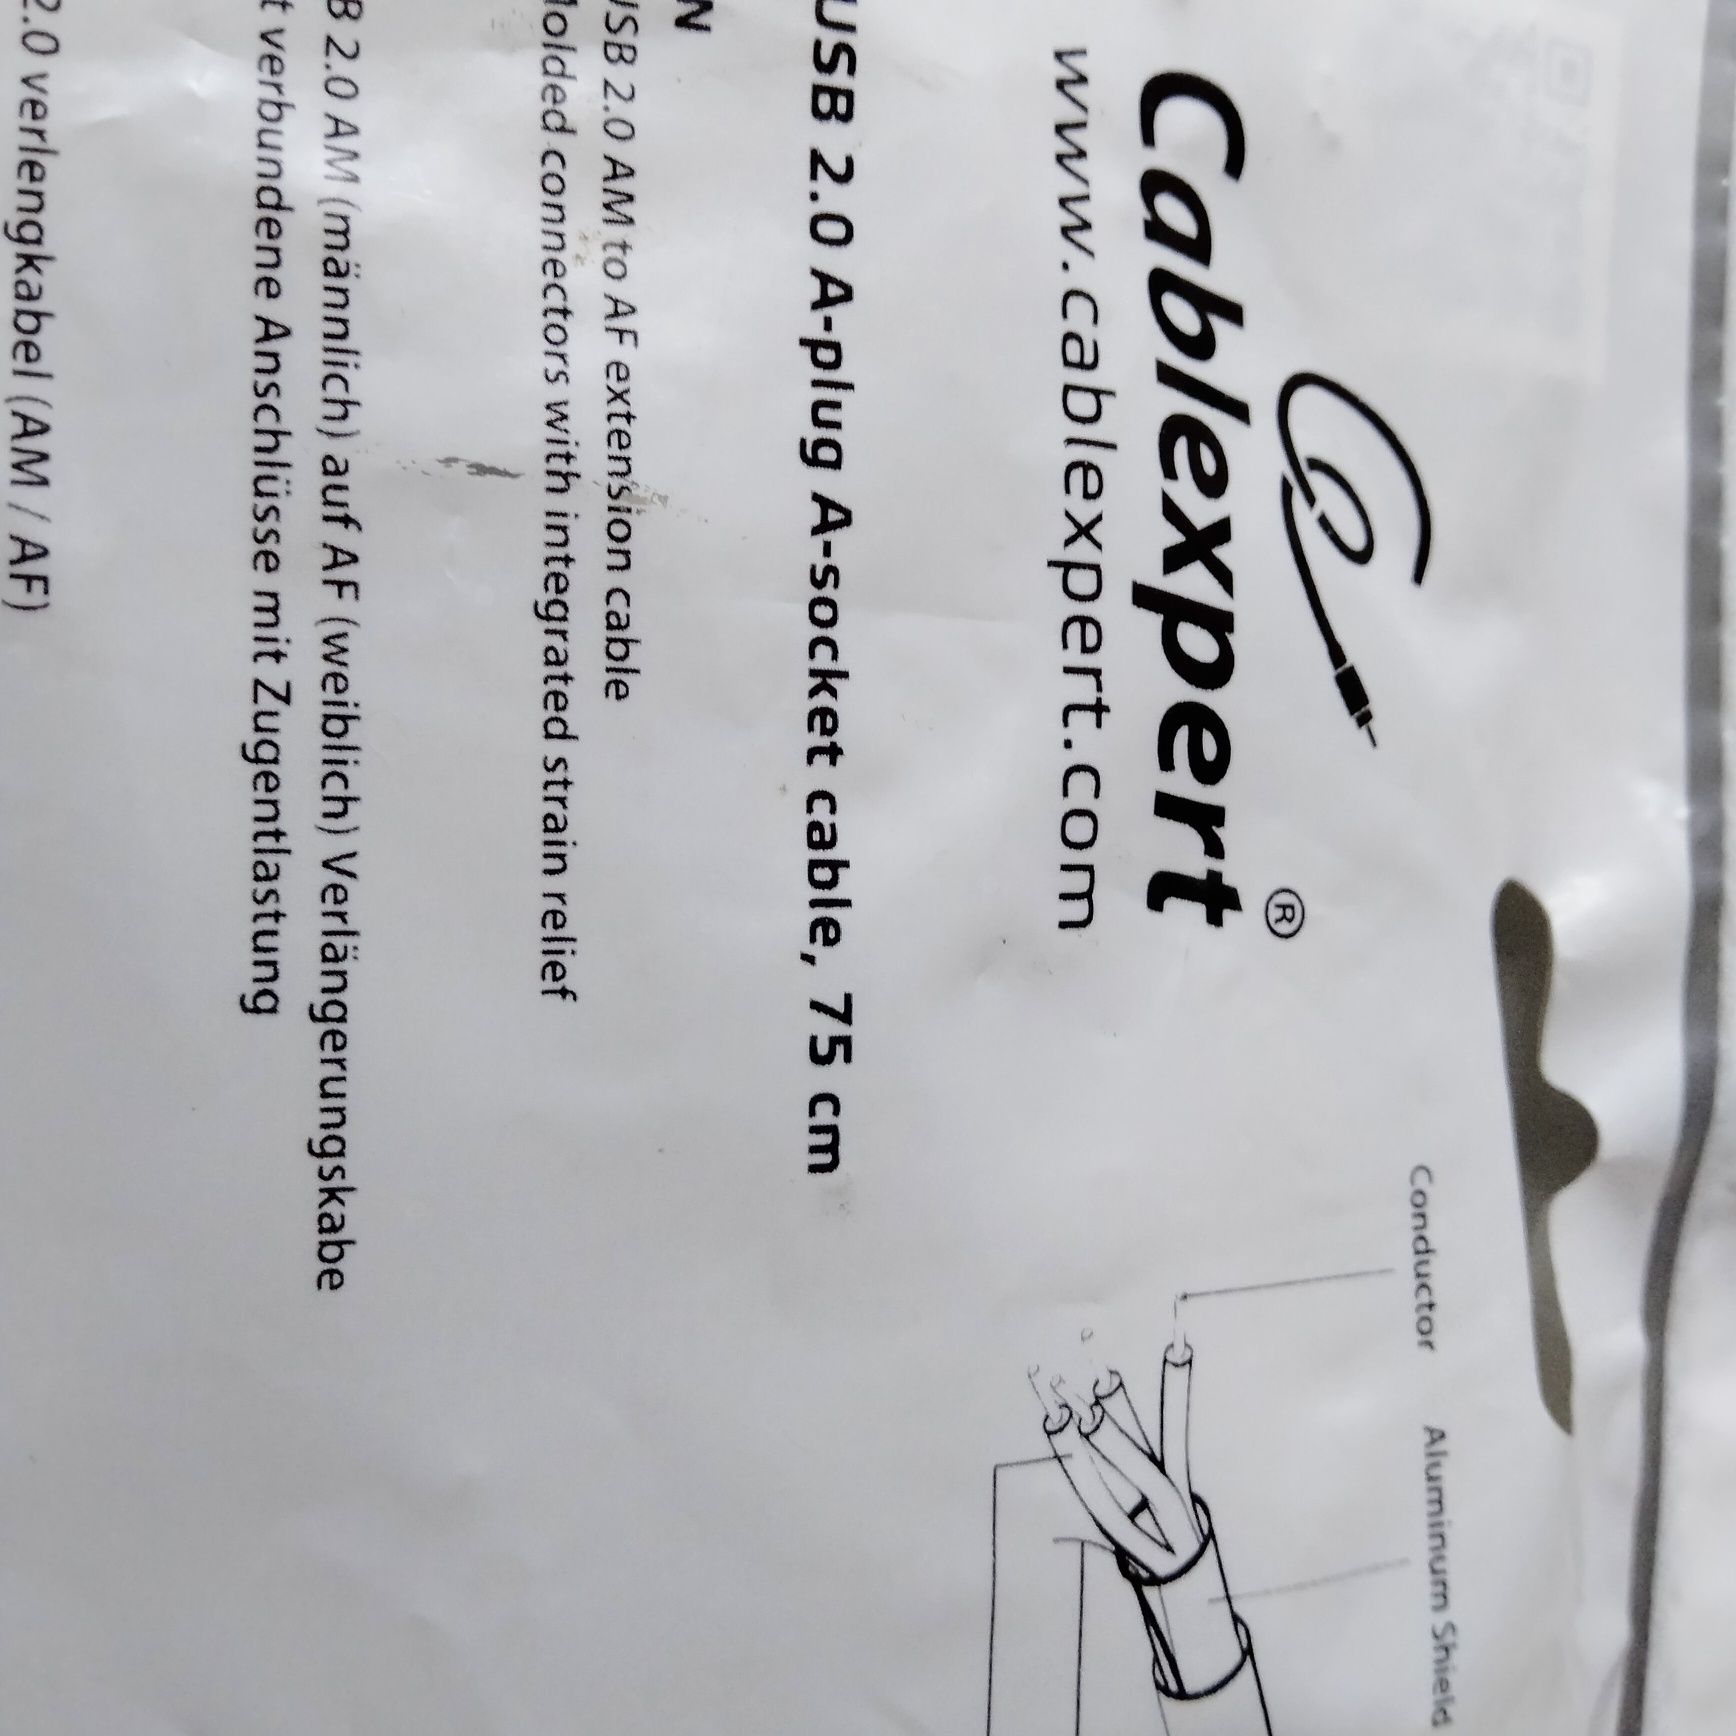 Cablexpert®
www.cablexpert.com
Conductor
Aluminum Shield
USB 2.0 A-plug A-socket cable, 75 cm
N
USB 2.0 AM to AF extension cable
olded connectors with integrated strain relief
B 2.0 AM (männlich) auf AF (weiblich) Verlängerungskabe
t verbundene Anschlüsse mit Zugentlastung
2.0 verlengkabel (AM / AF)